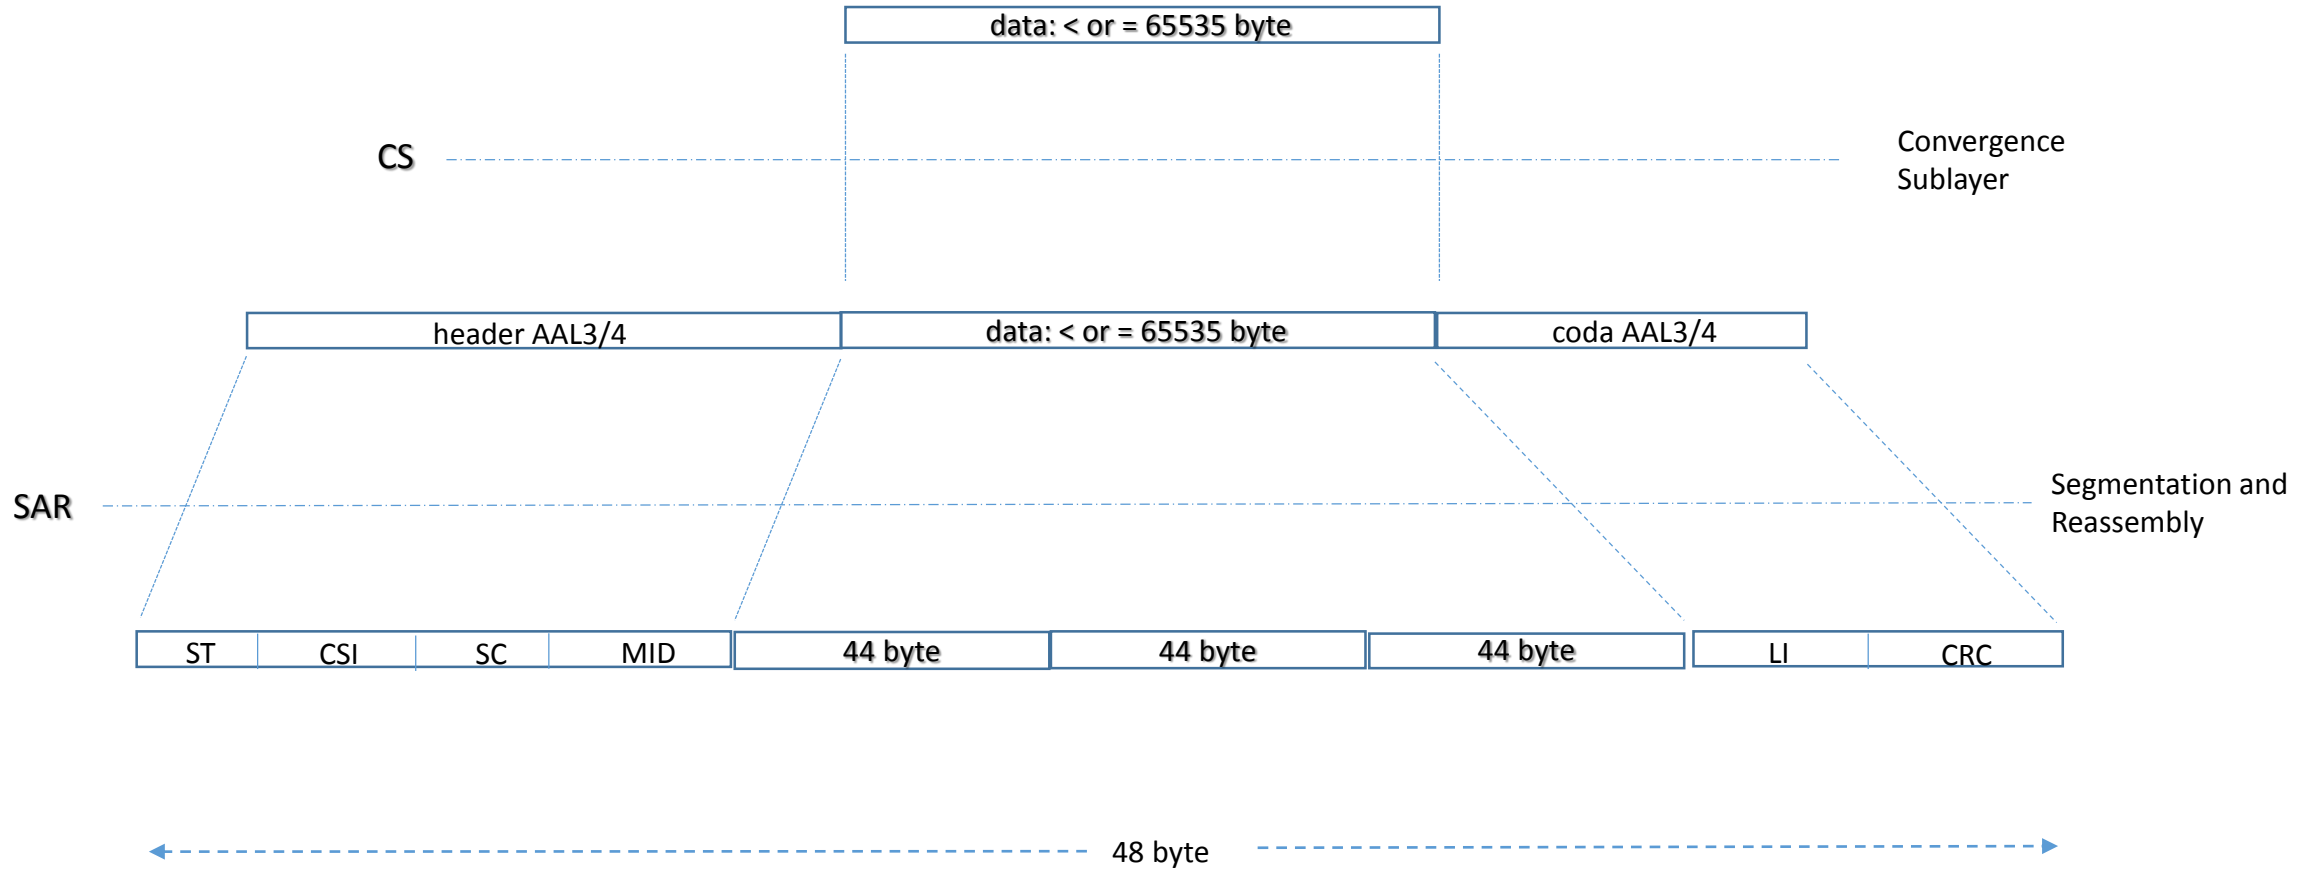 data: < or = 65535 byte
CS
Convergence
Sublayer
header AAL3/4
data: < or = 65535 byte
coda AAL3/4
SAR
Segmentation and
Reassembly
ST
CSI
SC
MID
44 byte
44 byte
44 byte
LI
CRC
48 byte